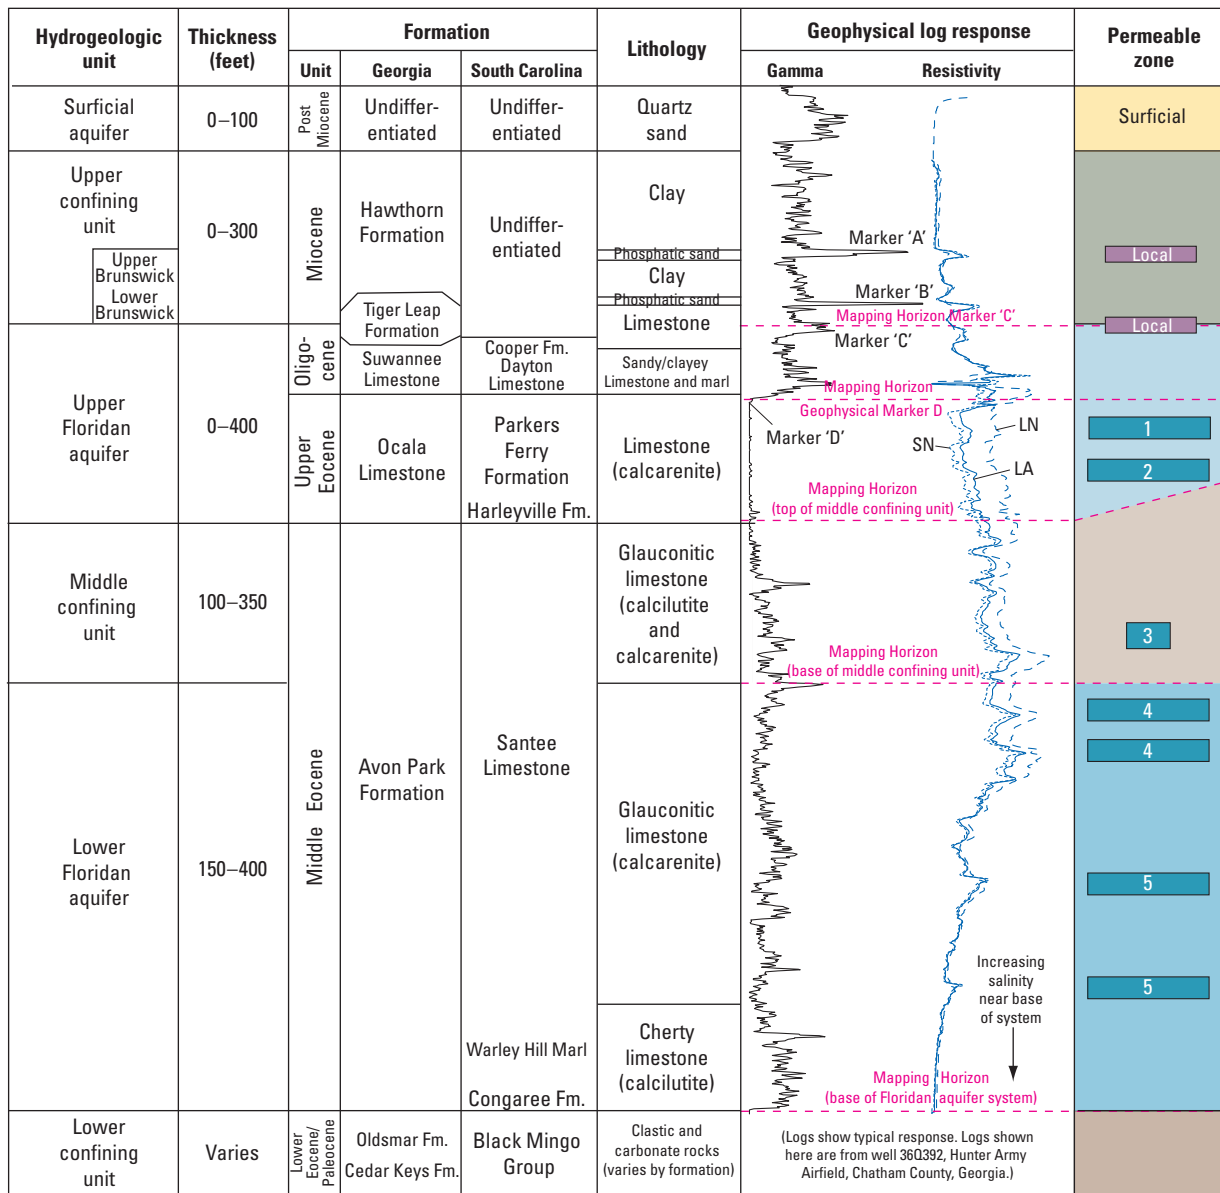 Hydrogeologic
unit
Thickness
(feet)
Formation
Unit
Georgia
South Carolina
Lithology
Geophysical log response
Gamma
Resistivity
Permeable
zone
Surficial
aquifer
0–100
Post
Miocene
Undiffer-
entiated
Undiffer-
entiated
Quartz
sand
Surficial
Upper
confining
unit
Upper
Brunswick
Lower
Brunswick
0–300
Miocene
Hawthorn
Formation
Tiger Leap
Formation
Undiffer-
entiated
Clay
Phosphatic sand
Clay
Phosphatic sand
Limestone
Marker ‘A’
Marker ‘B’
Mapping Horizon Marker ‘C’
Marker ‘C’
Local
Local
Upper
Floridan
aquifer
0–400
Oligo-
cene
Suwannee
Limestone
Cooper Fm.
Dayton
Limestone
Sandy/clayey
Limestone and marl
Mapping Horizon
Geophysical Marker D
Marker ‘D’
Upper
Eocene
Ocala
Limestone
Parkers
Ferry
Formation
Harleyville Fm.
Limestone
(calcarenite)
SN
LN
LA
Mapping Horizon
(top of middle confining unit)
1
2
Middle
confining
unit
100–350
Glauconitic
limestone
(calcilutite
and
calcarenite)
Mapping Horizon
(base of middle confining unit)
3
Lower
Floridan
aquifer
150–400
Middle Eocene
Avon Park
Formation
Santee
Limestone
Warley Hill Marl
Congaree Fm.
Glauconitic
limestone
(calcarenite)
Cherty
limestone
(calcilutite)
Increasing
salinity
near base
of system
Mapping Horizon
(base of Floridan aquifer system)
4
4
5
5
Lower
confining
unit
Varies
Lower
Eocene/
Paleocene
Oldsmar Fm.
Cedar Keys Fm.
Black Mingo
Group
Clastic and
carbonate rocks
(varies by formation)
(Logs show typical response. Logs shown
here are from well 36Q392, Hunter Army
Airfield, Chatham County, Georgia.)